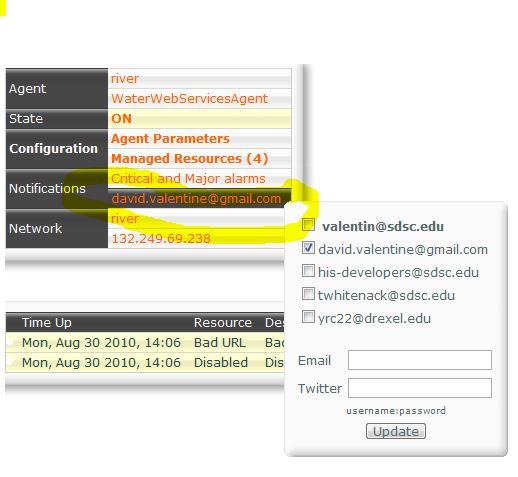 Agent
river
WaterWebServicesAgent
State
ON
Configuration
Agent Parameters
Managed Resources (4)
Notifications
Critical and Major alarms
david.valentine@gmail.com
Network
river
132.249.69.238
valentin@sdsc.edu
david.valentine@gmail.com
his-developers@sdsc.edu
twhitenack@sdsc.edu
yrc22@drexel.edu
Email
Twitter
username:password
Update
Time Up Resource Des
Mon, Aug 30 2010, 14:06 Bad URL Bad
Mon, Aug 30 2010, 14:06 Disabled Dis